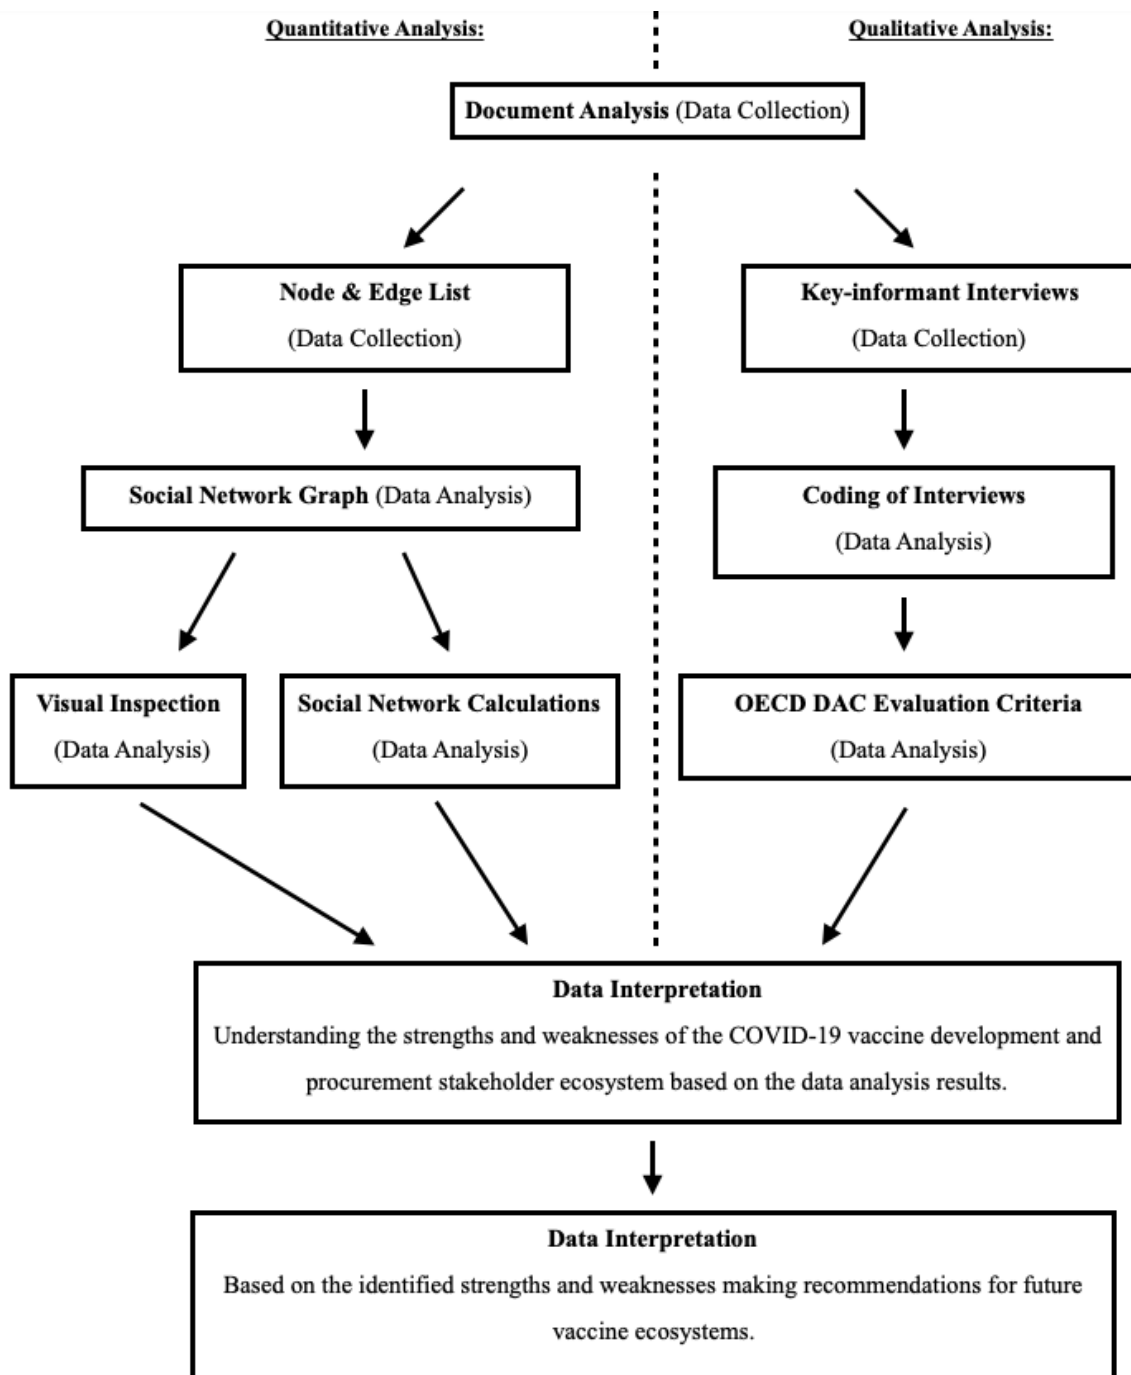 Quantitative Analysis:
Qualitative Analysis:
Document Analysis (Data Collection)
Node & Edge List
(Data Collection)
Key-informant Interviews
(Data Collection)
Social Network Graph (Data Analysis)
Coding of Interviews
(Data Analysis)
Visual Inspection
(Data Analysis)
Social Network Calculations
(Data Analysis)
OECD DAC Evaluation Criteria
(Data Analysis)
Data Interpretation
Understanding the strengths and weaknesses of the COVID-19 vaccine development and
procurement stakeholder ecosystem based on the data analysis results.
Data Interpretation
Based on the identified strengths and weaknesses making recommendations for future
vaccine ecosystems.